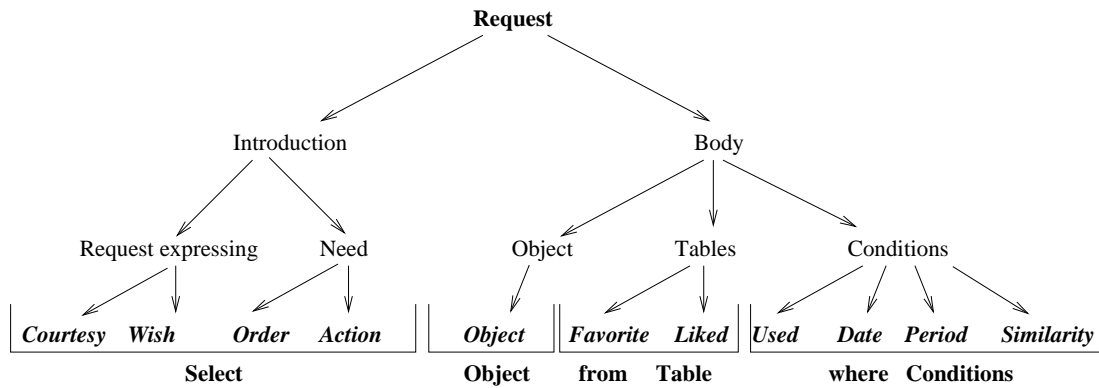 Request
Introduction Body
Request expressing Need Object Tables Conditions
Courtesy Wish Order Action Object Favorite Liked Used Date Period Similarity
Select Object from Table where Conditions